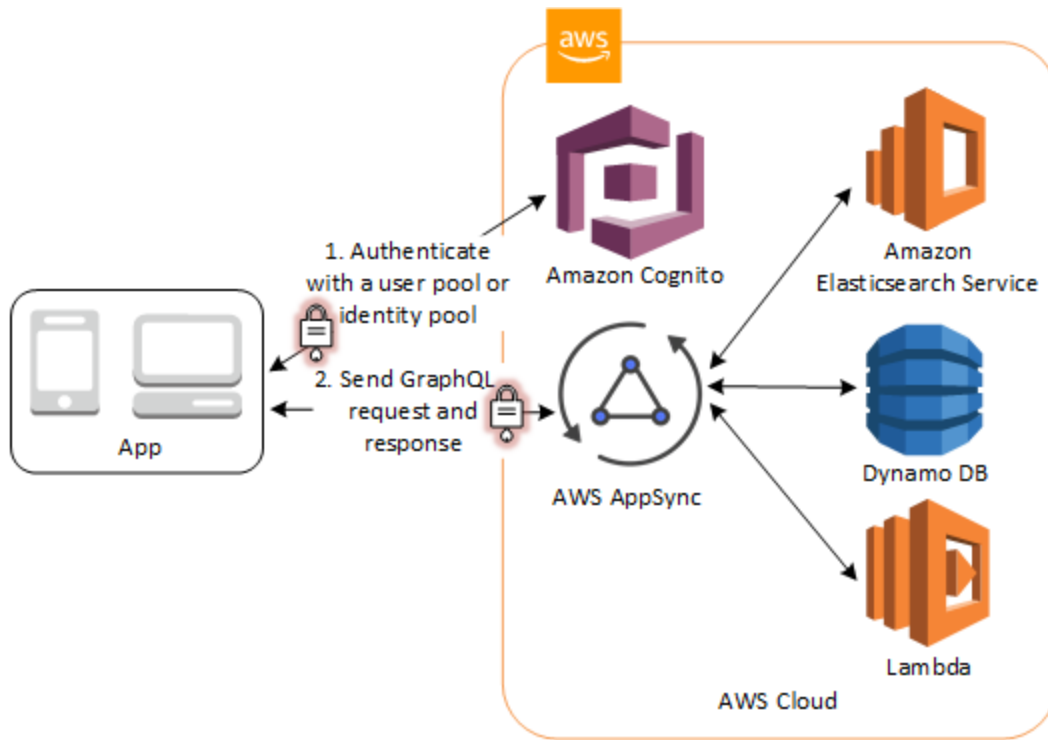 aws
1. Authenticate
with a user pool or
identity pool
Amazon Cognito
Amazon
Elasticsearch Service
2. Send GraphQL
request and
response
App
AWS AppSync
Dynamo DB
Lambda
AWS Cloud